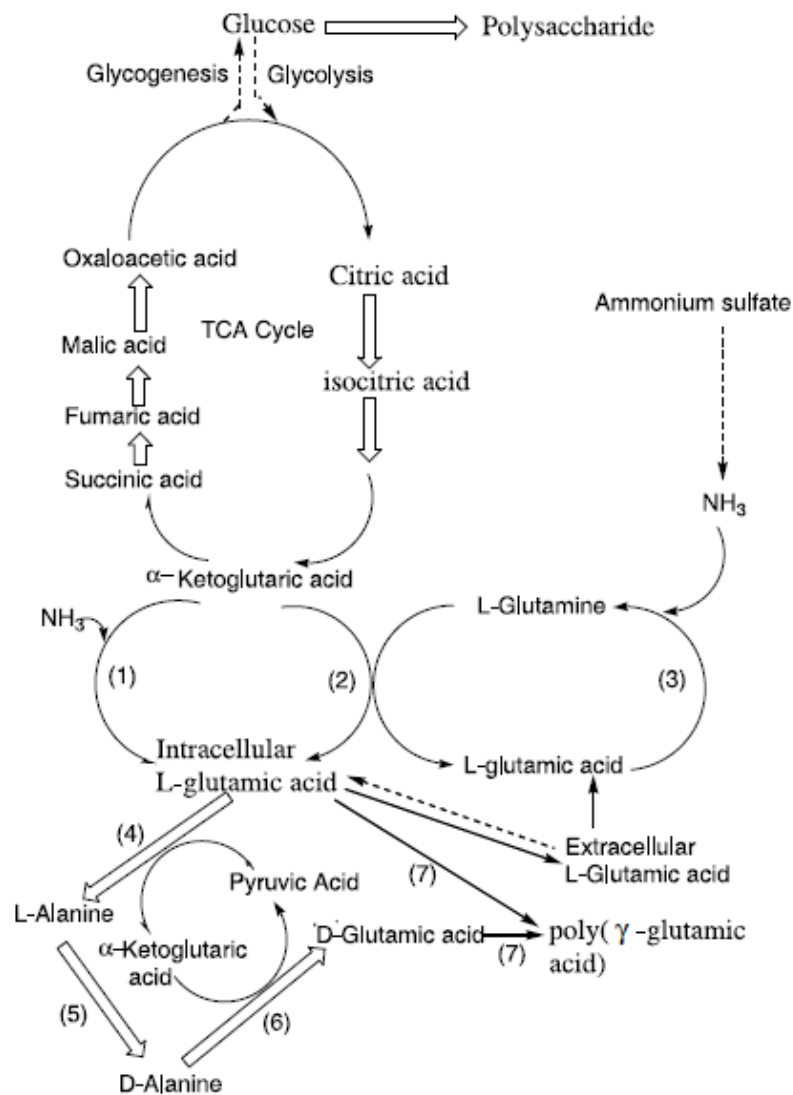 Glucose
Polysaccharide
Glycogenesis
Glycolysis
Oxaloacetic acid
Citric acid
Ammonium sulfate
TCA Cycle
Malic acid
isocitric acid
Fumaric acid
Succinic acid
NH3
α-Ketoglutaric acid
L-Glutamine
NH3
(1)
(2)
(3)
Intracellular
L-glutamic acid
L-glutamic acid
(4)
Extracellular
L-Glutamic acid
(7)
Pyruvic Acid
L-Alanine
D-Glutamic acid
(7)
poly( γ -glutamic
acid)
α-Ketoglutaric
acid
(5)
(6)
D-Alanine